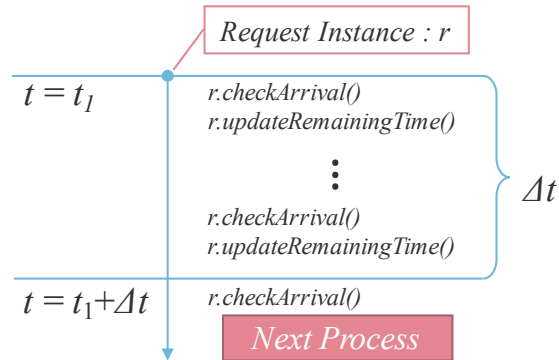 Request Instance : r
t = t₁
r.checkArrival()
r.updateRemainingTime()
⋮
Δt
r.checkArrival()
r.updateRemainingTime()
t = t₁+Δt
r.checkArrival()
Next Process